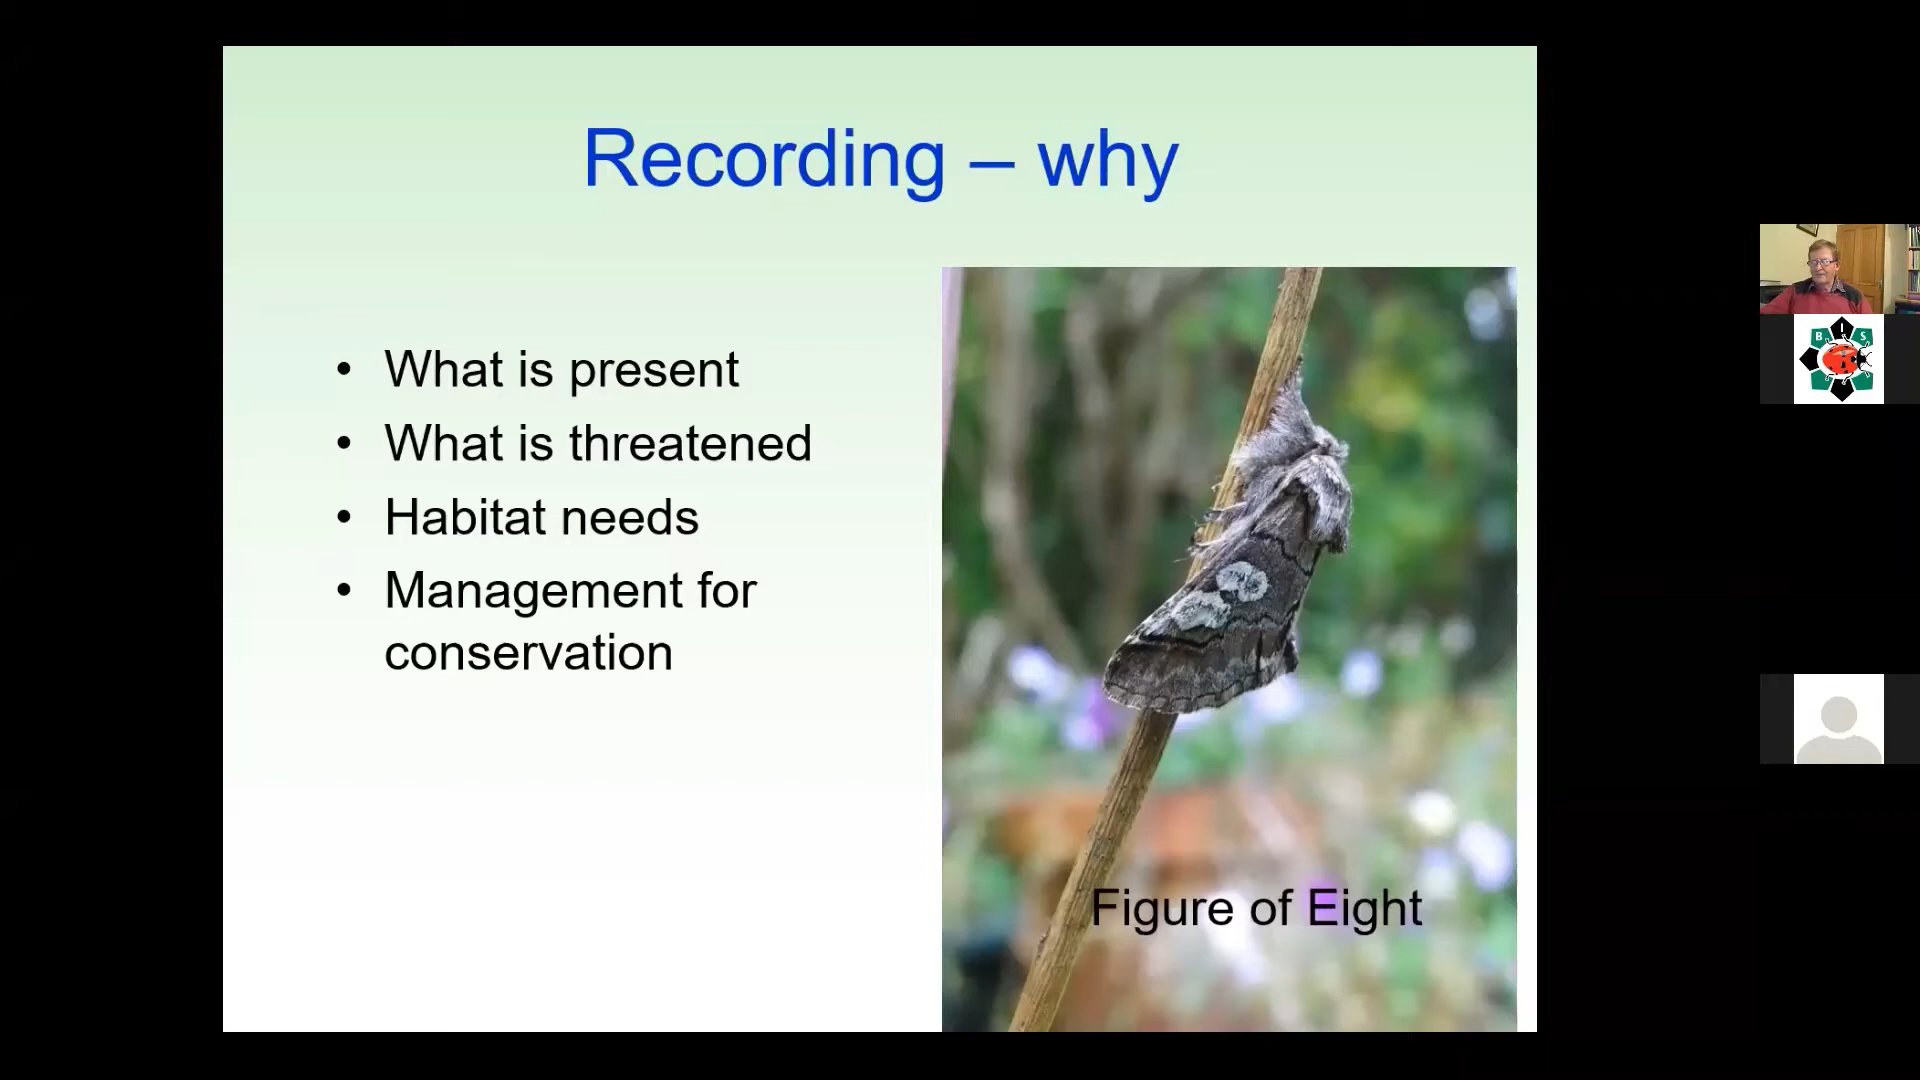 Recording – why
• What is present
• What is threatened
• Habitat needs
• Management for
conservation
Figure of Eight
B I S